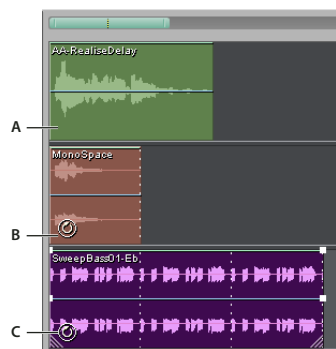 AA-RealiseDelay
A
MonoSpace
B
SweepBass01-Eb
C